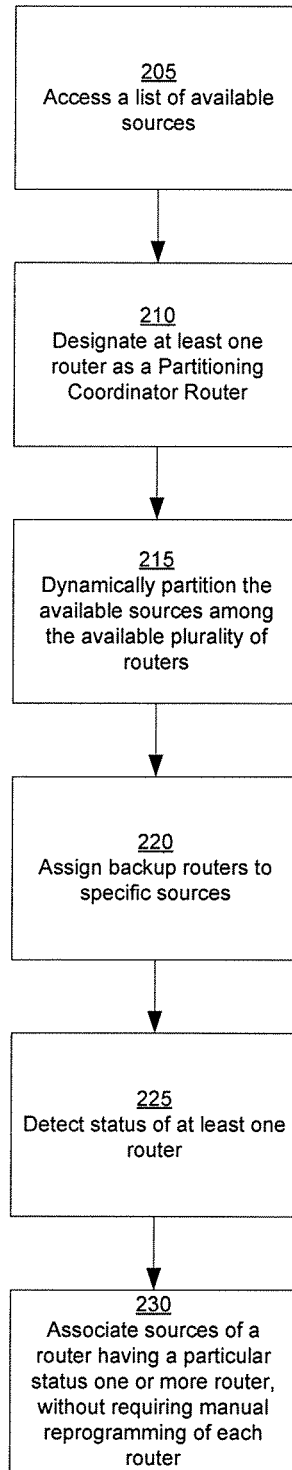 205
Access a list of available
sources
210
Designate at least one
router as a Partitioning
Coordinator Router
215
Dynamically partition the
available sources among
the available plurality of
routers
220
Assign backup routers to
specific sources
225
Detect status of at least one
router
230
Associate sources of a
router having a particular
status one or more router,
without requiring manual
reprogramming of each
router